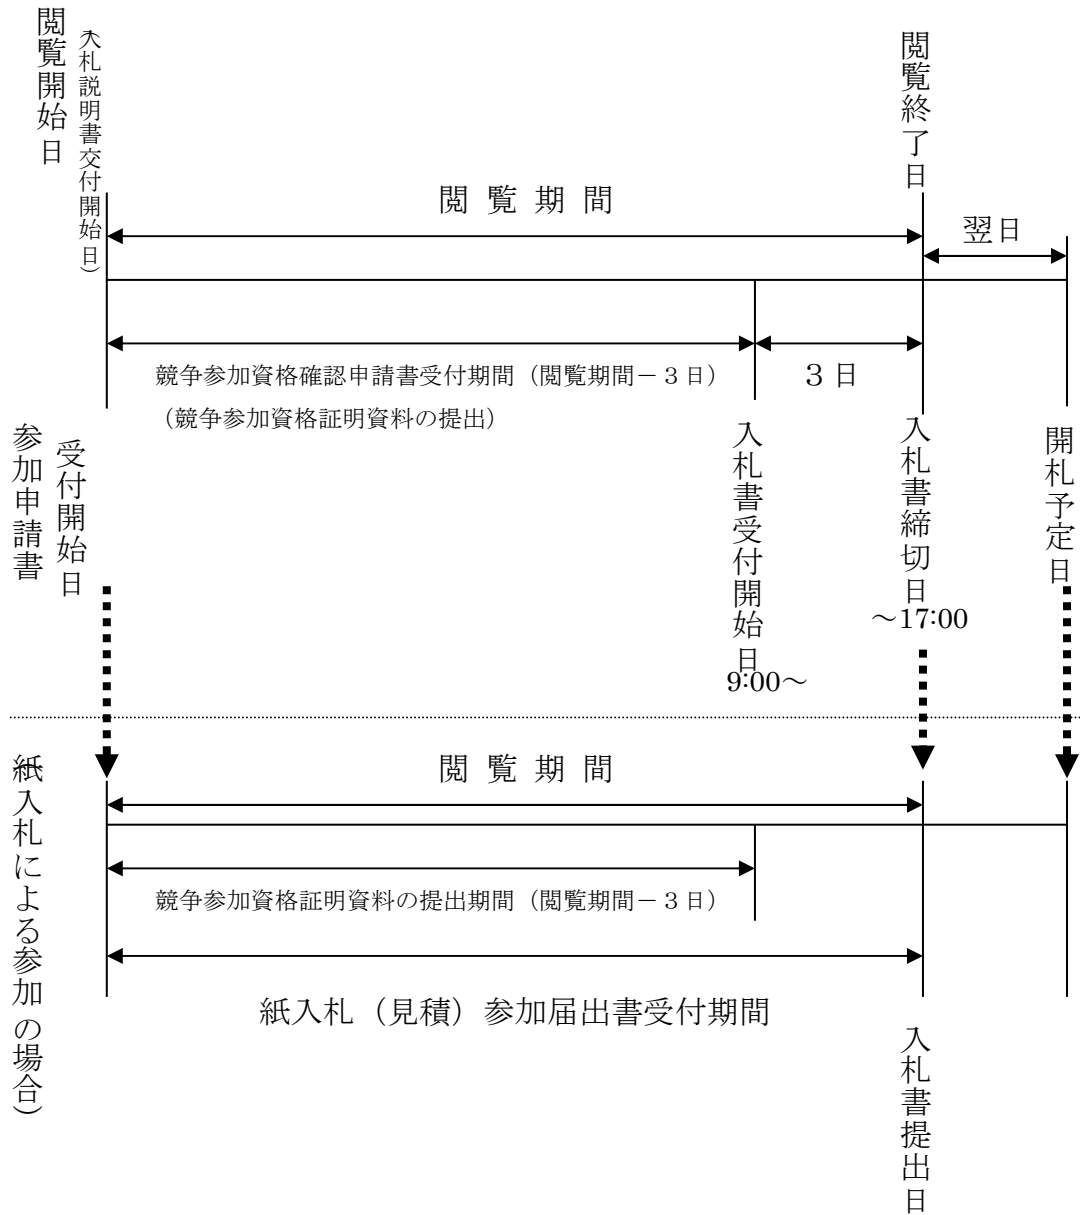 閲覧開始日
（入札説明書交付開始日）
閲覧終了日
閲覧期間
翌日
競争参加資格確認申請書受付期間（閲覧期間－３日）
（競争参加資格証明資料の提出）
３日
参加申請書
受付開始日
入札書受付開始日
9:00～
入札書締切日
～17:00
開札予定日
（紙入札による参加の場合）
閲覧期間
競争参加資格証明資料の提出期間（閲覧期間－３日）
紙入札（見積）参加届出書受付期間
入札書提出日